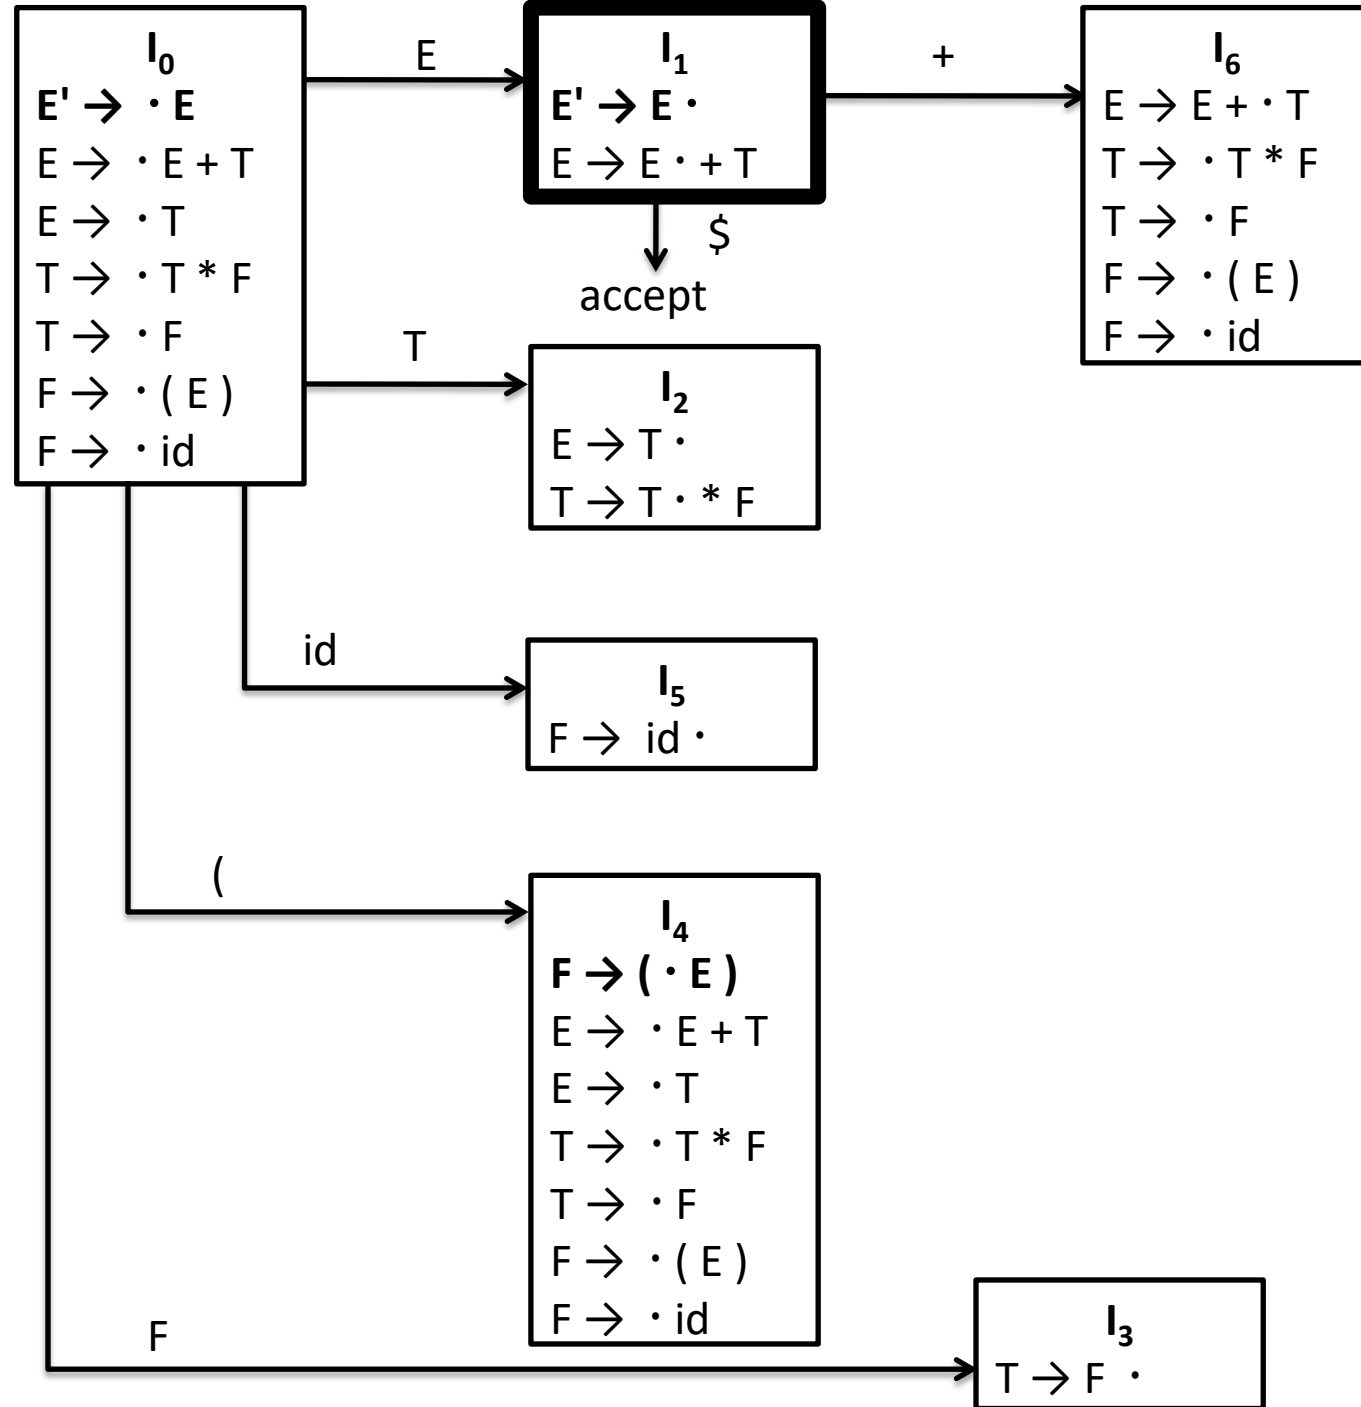 I0
E' → · E
E → · E + T
E → · T
T → · T * F
T → · F
F → · ( E )
F → · id
E
I1
E' → E ·
E → E · + T
$
accept
+
I6
E → E + · T
T → · T * F
T → · F
F → · ( E )
F → · id
T
I2
E → T ·
T → T · * F
id
I5
F → id ·
(
I4
F → ( · E )
E → · E + T
E → · T
T → · T * F
T → · F
F → · ( E )
F → · id
F
I3
T → F ·